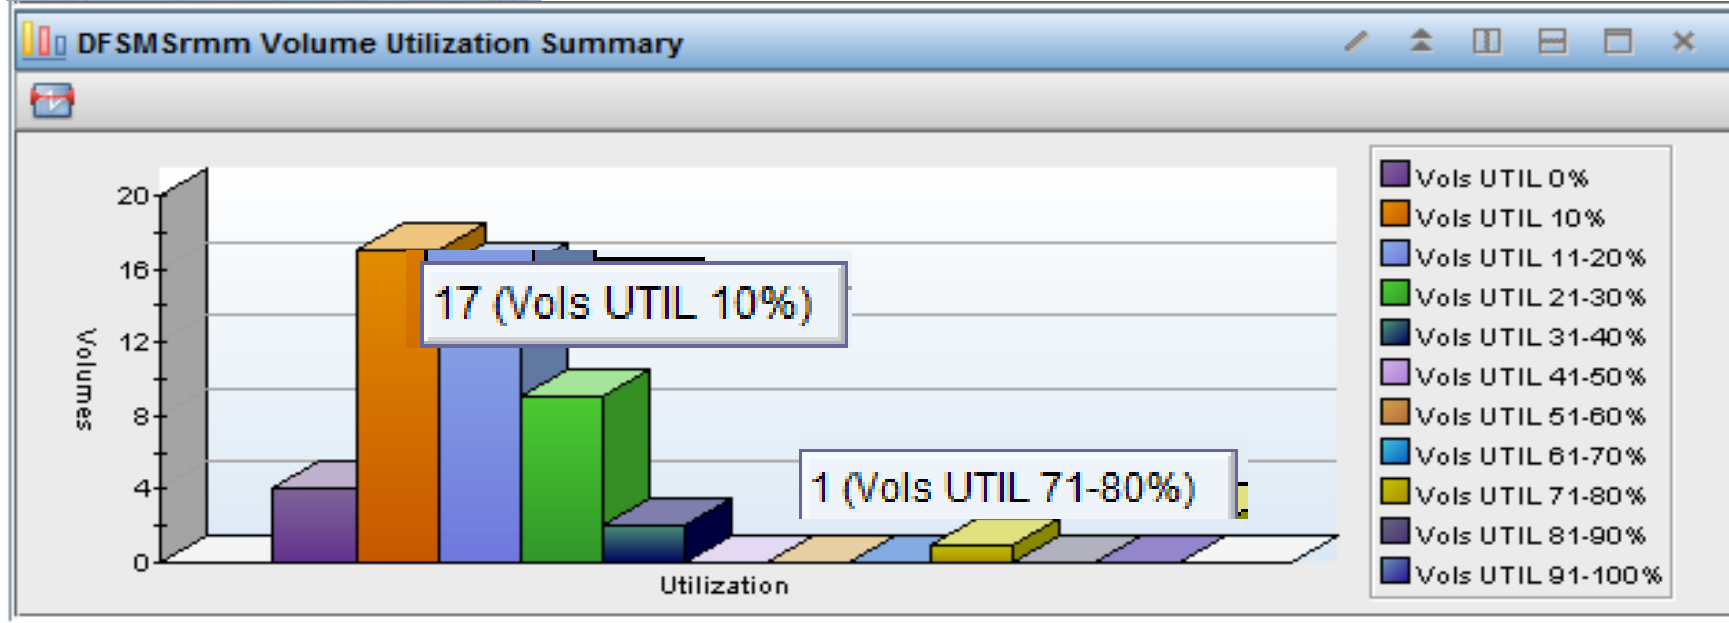 DFSMSrmm Volume Utilization Summary
20
16
12
8
4
0
Volumes
Utilization
17 (Vols UTIL 10%)
1 (Vols UTIL 71-80%)
Vols UTIL 0%
Vols UTIL 10%
Vols UTIL 11-20%
Vols UTIL 21-30%
Vols UTIL 31-40%
Vols UTIL 41-50%
Vols UTIL 51-60%
Vols UTIL 61-70%
Vols UTIL 71-80%
Vols UTIL 81-90%
Vols UTIL 91-100%